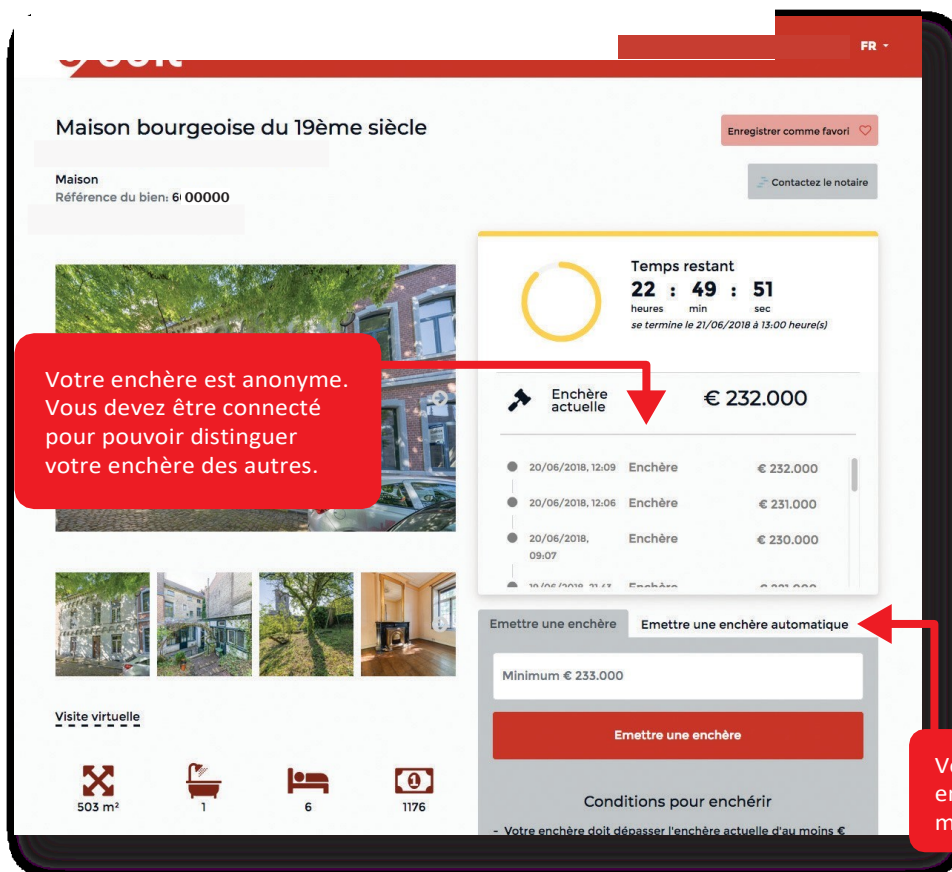 FR
Maison bourgeoise du 19ème siècle
Enregistrer comme favori
Maison
Référence du bien: 6 00000
Contactez le notaire
Temps restant
22 : 49 : 51
heures min sec
se termine le 21/06/2018 à 13:00 heure(s)
Votre enchère est anonyme.
Vous devez être connecté
pour pouvoir distinguer
votre enchère des autres.
Enchère
actuelle
€ 232.000
20/06/2018, 12:09 Enchère € 232.000
20/06/2018, 12:06 Enchère € 231.000
20/06/2018,
09:07
Enchère € 230.000
Enchère
Emettre une enchère Emettre une enchère automatique
Minimum € 233.000
Emettre une enchère
Visite virtuelle
503 m² 1 6 1176
Conditions pour enchérir
- Votre enchère doit dépasser l'enchère actuelle d'au moins €